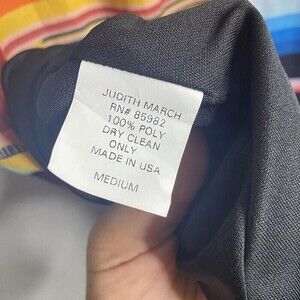 JUDITH MARCH
RN# 85982
100% POLY
DRY CLEAN
ONLY
MADE IN USA
MEDIUM